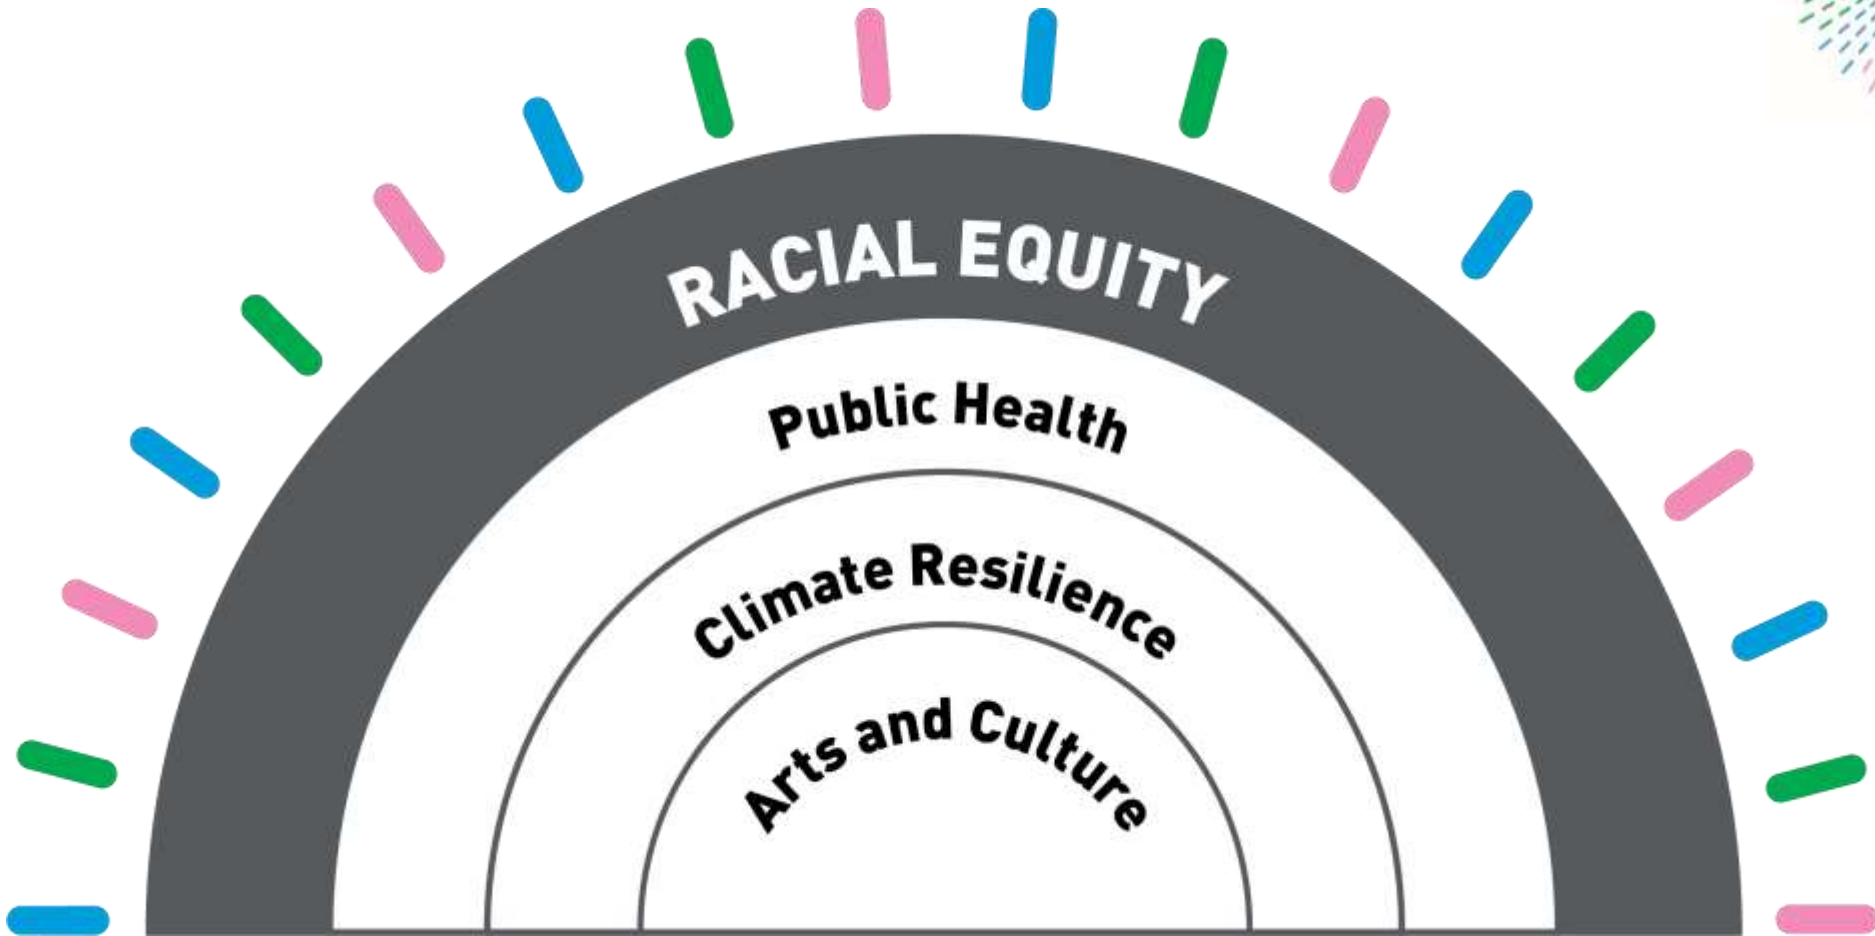 RACIAL EQUITY
Public Health
Climate Resilience
Arts and Culture